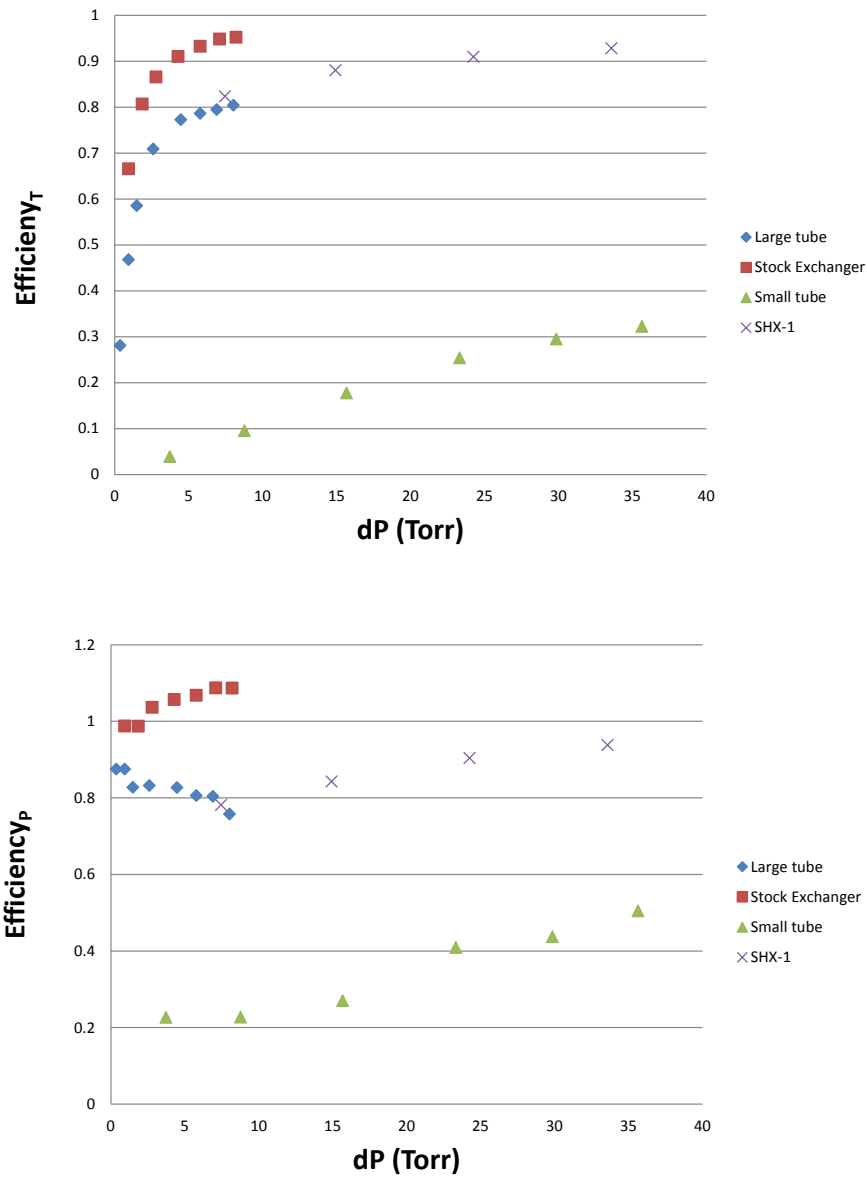 1
0.9
0.8
0.7
0.6
0.5
0.4
0.3
0.2
0.1
0
0 5 10 15 20 25 30 35 40
Efficieny_T
dP (Torr)
Large tube
Stock Exchanger
Small tube
SHX-1
1.2
1
0.8
0.6
0.4
0.2
0
0 5 10 15 20 25 30 35 40
Efficiency_P
dP (Torr)
Large tube
Stock Exchanger
Small tube
SHX-1